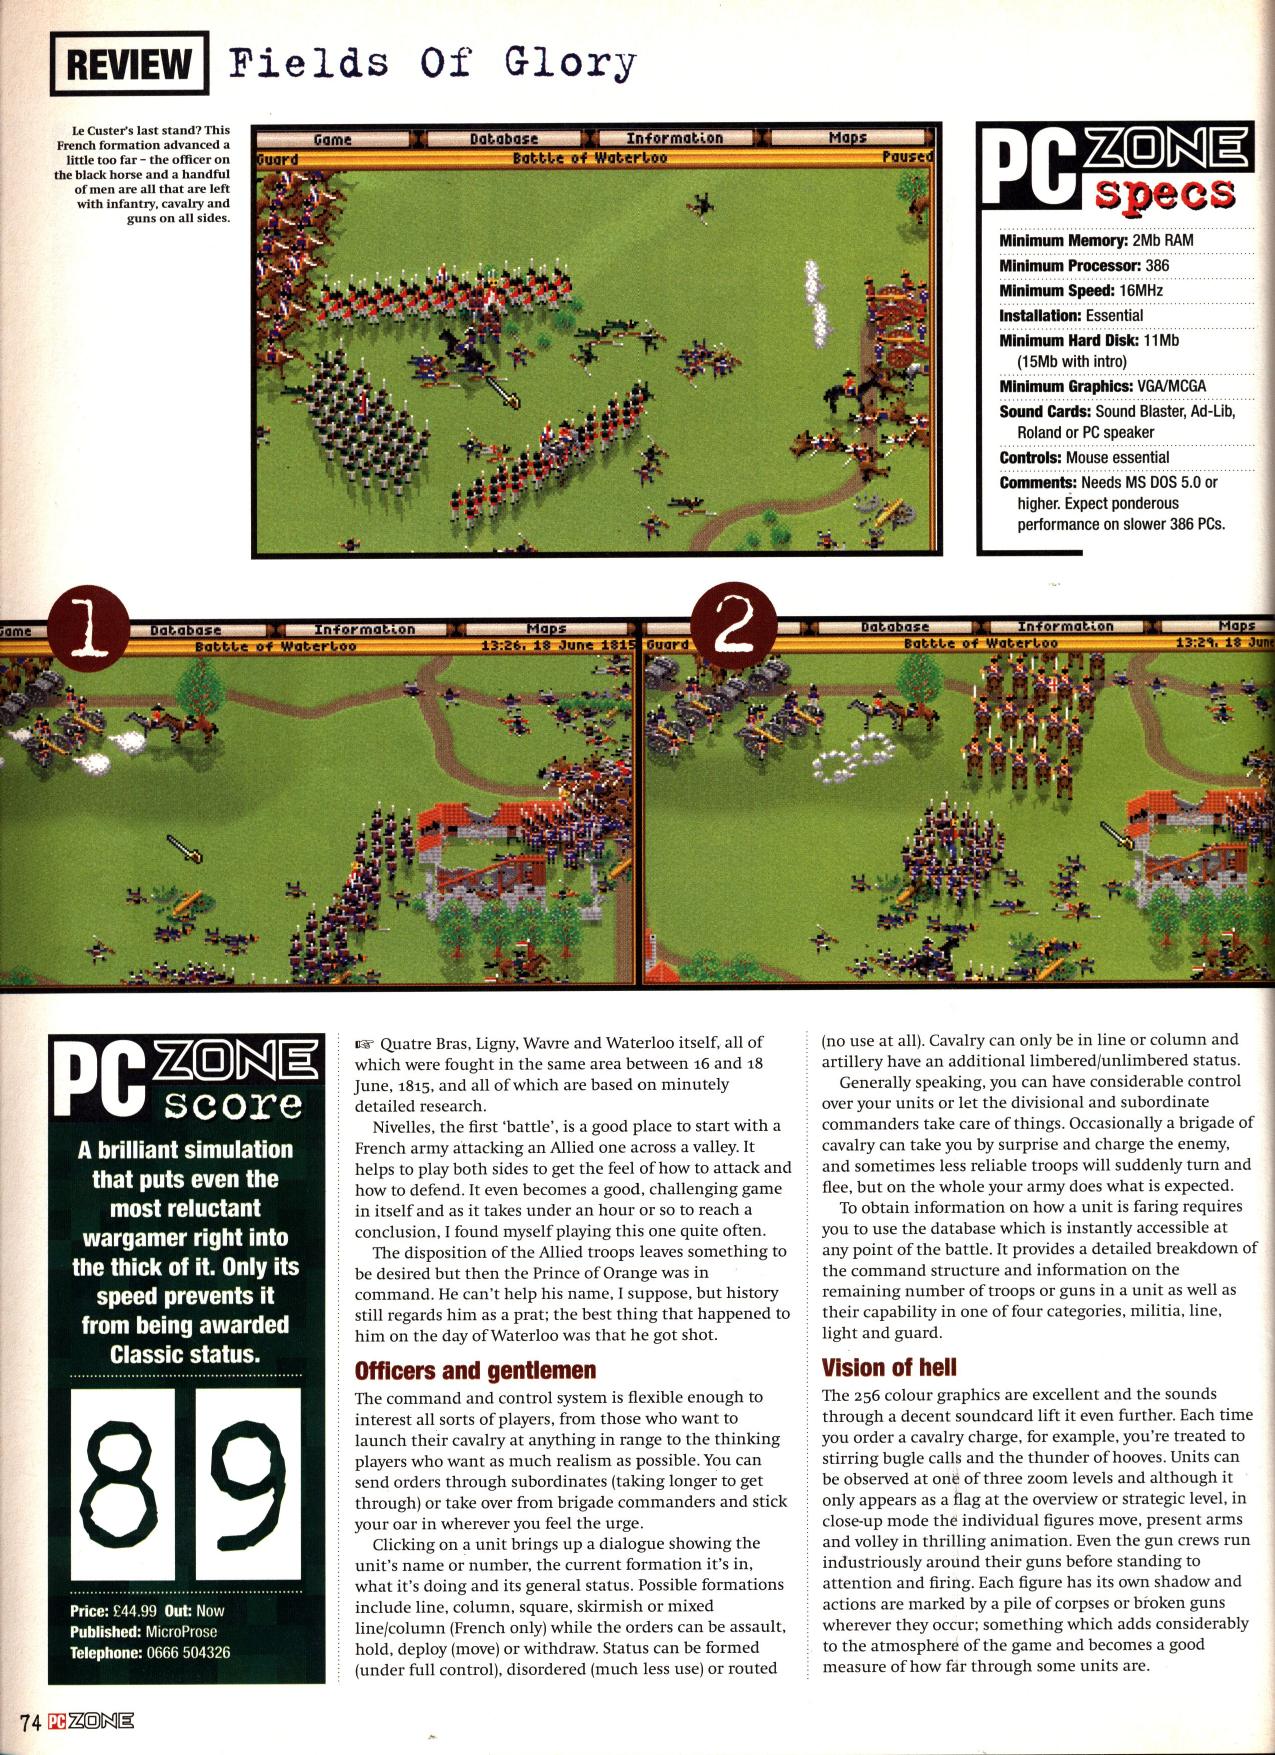 REVIEW Fields Of Glory
Le Custer's last stand? This
French formation advanced a
little too far – the officer on
the black horse and a handful
of men are all that are left
with infantry, cavalry and
guns on all sides.
Game Database Information Maps
Guard Battle of Waterloo Paused
PC ZONE
specs
Minimum Memory: 2Mb RAM
Minimum Processor: 386
Minimum Speed: 16MHz
Installation: Essential
Minimum Hard Disk: 11Mb
(15Mb with intro)
Minimum Graphics: VGA/MCGA
Sound Cards: Sound Blaster, Ad-Lib,
Roland or PC speaker
Controls: Mouse essential
Comments: Needs MS DOS 5.0 or
higher. Expect ponderous
performance on slower 386 PCs.
1
ame Database Information Maps
Battle of Waterloo 13:26, 18 June 1815
2
Database Information Maps
Guard Battle of Waterloo 13:29, 18 June
PC ZONE
score
A brilliant simulation
that puts even the
most reluctant
wargamer right into
the thick of it. Only its
speed prevents it
from being awarded
Classic status.
89
Price: £44.99 Out: Now
Published: MicroProse
Telephone: 0666 504326
☞ Quatre Bras, Ligny, Wavre and Waterloo itself, all of
which were fought in the same area between 16 and 18
June, 1815, and all of which are based on minutely
detailed research.
Nivelles, the first 'battle', is a good place to start with a
French army attacking an Allied one across a valley. It
helps to play both sides to get the feel of how to attack and
how to defend. It even becomes a good, challenging game
in itself and as it takes under an hour or so to reach a
conclusion, I found myself playing this one quite often.
The disposition of the Allied troops leaves something to
be desired but then the Prince of Orange was in
command. He can't help his name, I suppose, but history
still regards him as a prat; the best thing that happened to
him on the day of Waterloo was that he got shot.
Officers and gentlemen
The command and control system is flexible enough to
interest all sorts of players, from those who want to
launch their cavalry at anything in range to the thinking
players who want as much realism as possible. You can
send orders through subordinates (taking longer to get
through) or take over from brigade commanders and stick
your oar in wherever you feel the urge.
Clicking on a unit brings up a dialogue showing the
unit's name or number, the current formation it's in,
what it's doing and its general status. Possible formations
include line, column, square, skirmish or mixed
line/column (French only) while the orders can be assault,
hold, deploy (move) or withdraw. Status can be formed
(under full control), disordered (much less use) or routed
(no use at all). Cavalry can only be in line or column and
artillery have an additional limbered/unlimbered status.
Generally speaking, you can have considerable control
over your units or let the divisional and subordinate
commanders take care of things. Occasionally a brigade of
cavalry can take you by surprise and charge the enemy,
and sometimes less reliable troops will suddenly turn and
flee, but on the whole your army does what is expected.
To obtain information on how a unit is faring requires
you to use the database which is instantly accessible at
any point of the battle. It provides a detailed breakdown of
the command structure and information on the
remaining number of troops or guns in a unit as well as
their capability in one of four categories, militia, line,
light and guard.
Vision of hell
The 256 colour graphics are excellent and the sounds
through a decent soundcard lift it even further. Each time
you order a cavalry charge, for example, you're treated to
stirring bugle calls and the thunder of hooves. Units can
be observed at one of three zoom levels and although it
only appears as a flag at the overview or strategic level, in
close-up mode the individual figures move, present arms
and volley in thrilling animation. Even the gun crews run
industriously around their guns before standing to
attention and firing. Each figure has its own shadow and
actions are marked by a pile of corpses or broken guns
wherever they occur; something which adds considerably
to the atmosphere of the game and becomes a good
measure of how far through some units are.
74 PC ZONE